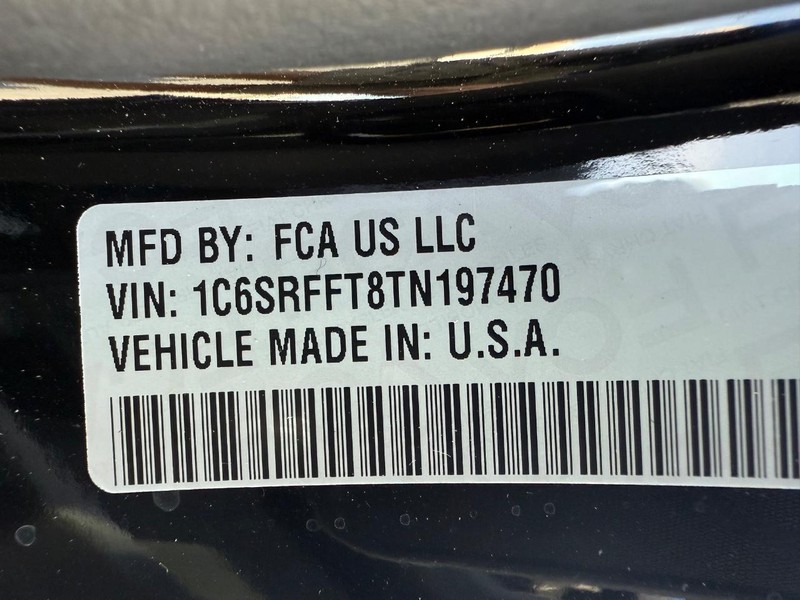 MFD BY: FCA US LLC
VIN: 1C6SRFFT8TN197470
VEHICLE MADE IN: U.S.A.